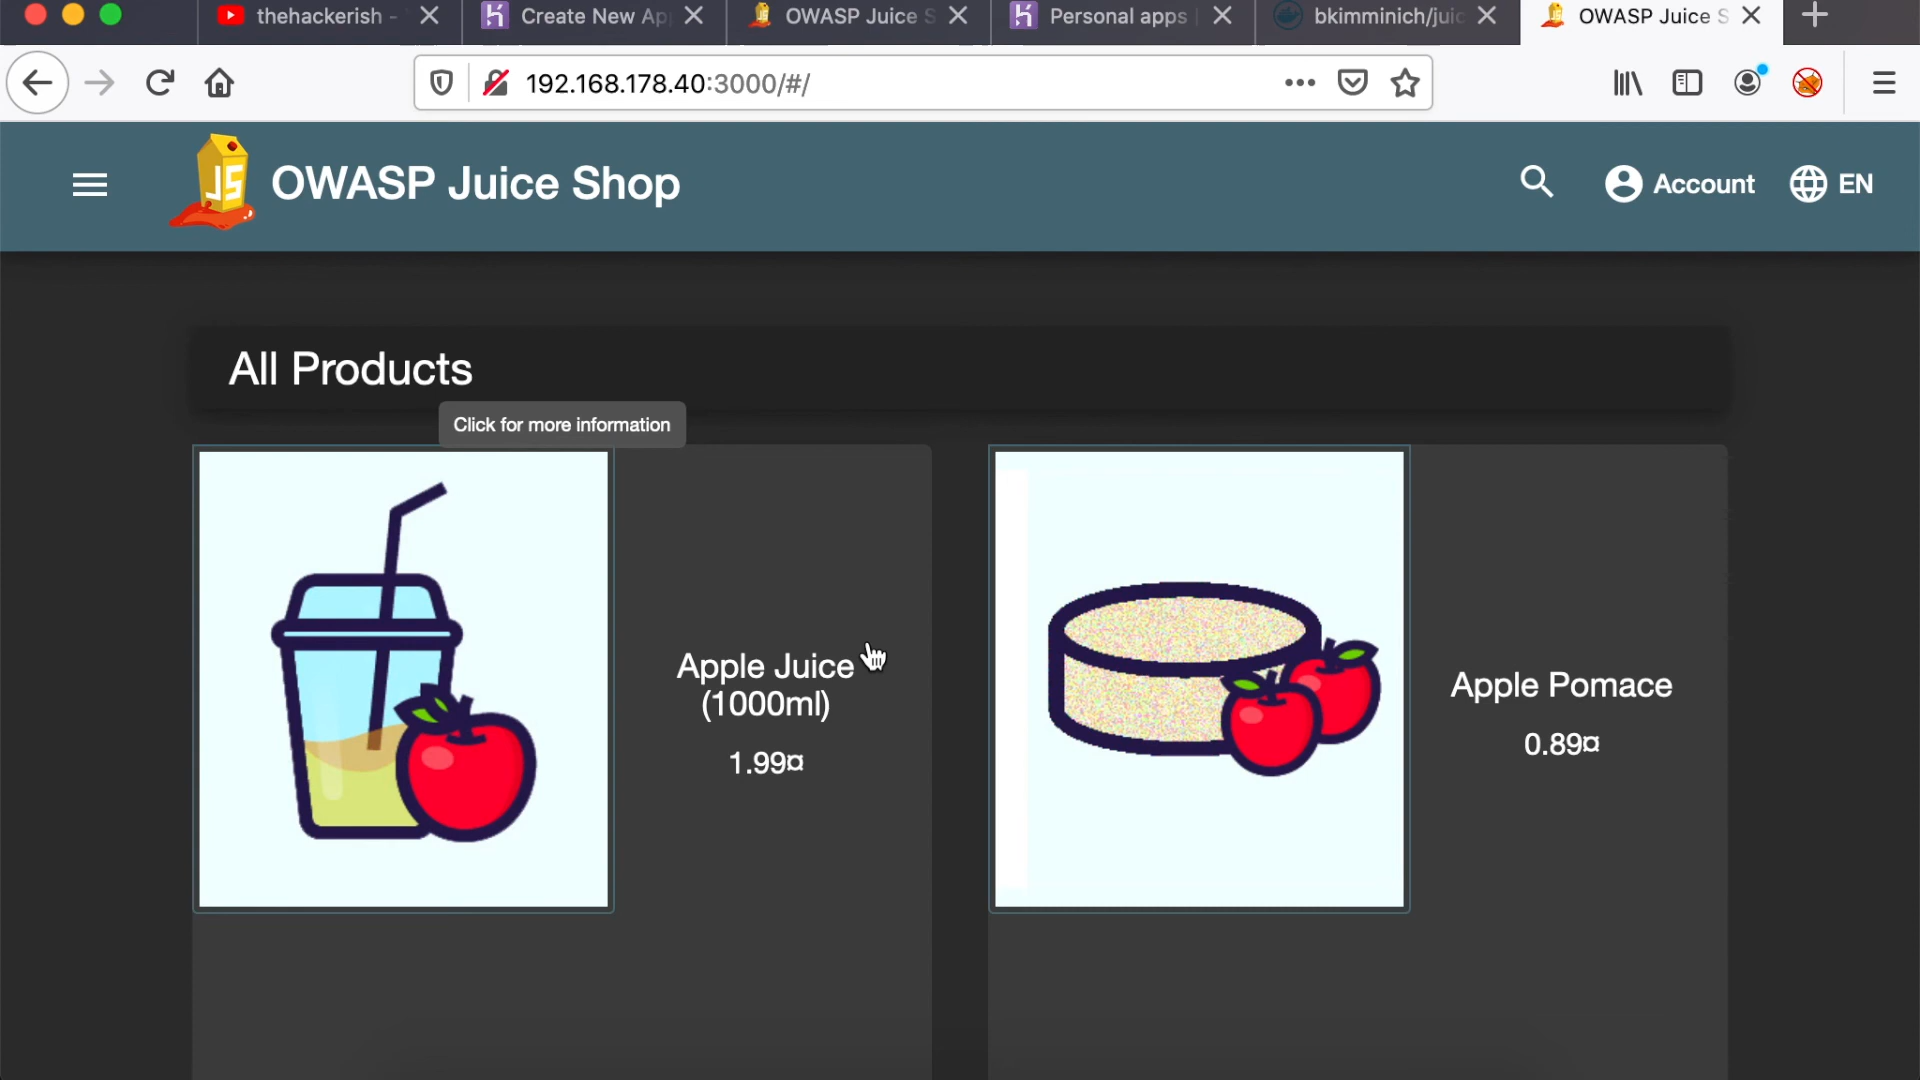 thehackerish -
Create New Ap
OWASP Juice S
Personal apps
bkimminich/juic
OWASP Juice S
192.168.178.40:3000/#/
JS
OWASP Juice Shop
Account
EN
All Products
Click for more information
Apple Juice
(1000ml)
1.99¤
Apple Pomace
0.89¤